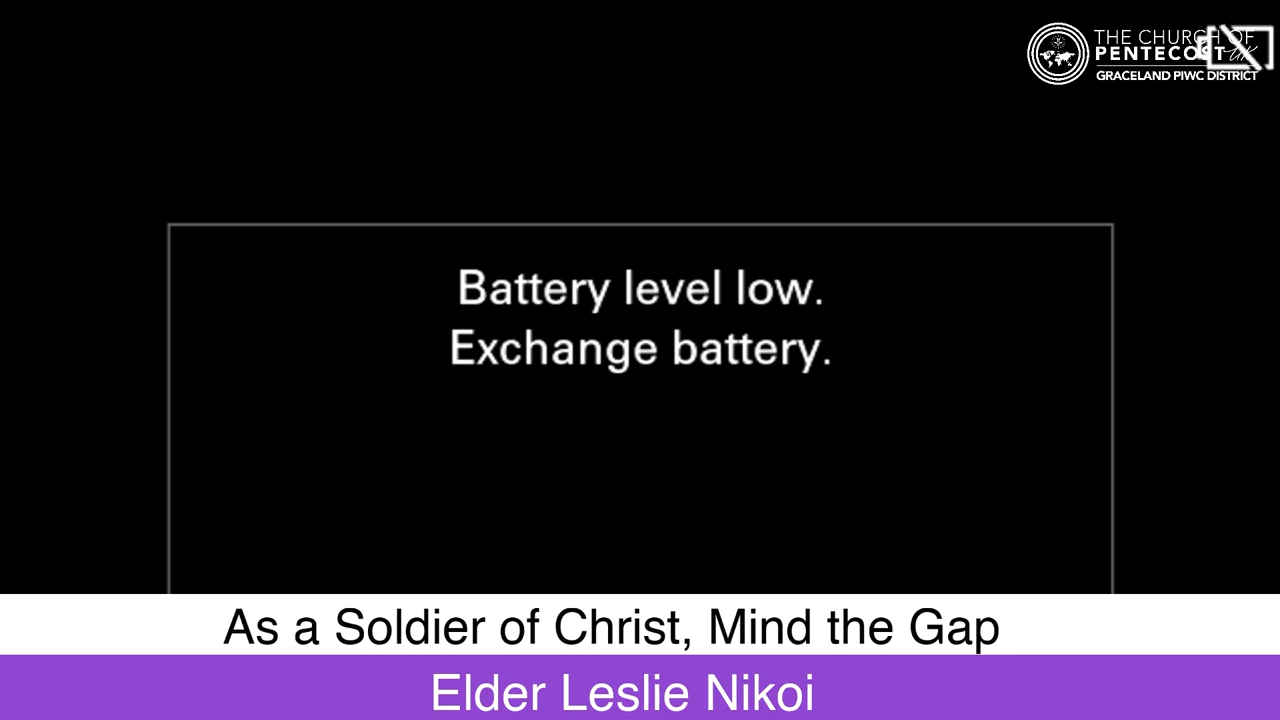 THE CHURCH OF
PENTECOST UK
GRACELAND PIWC DISTRICT
Battery level low.
Exchange battery.
As a Soldier of Christ, Mind the Gap
Elder Leslie Nikoi